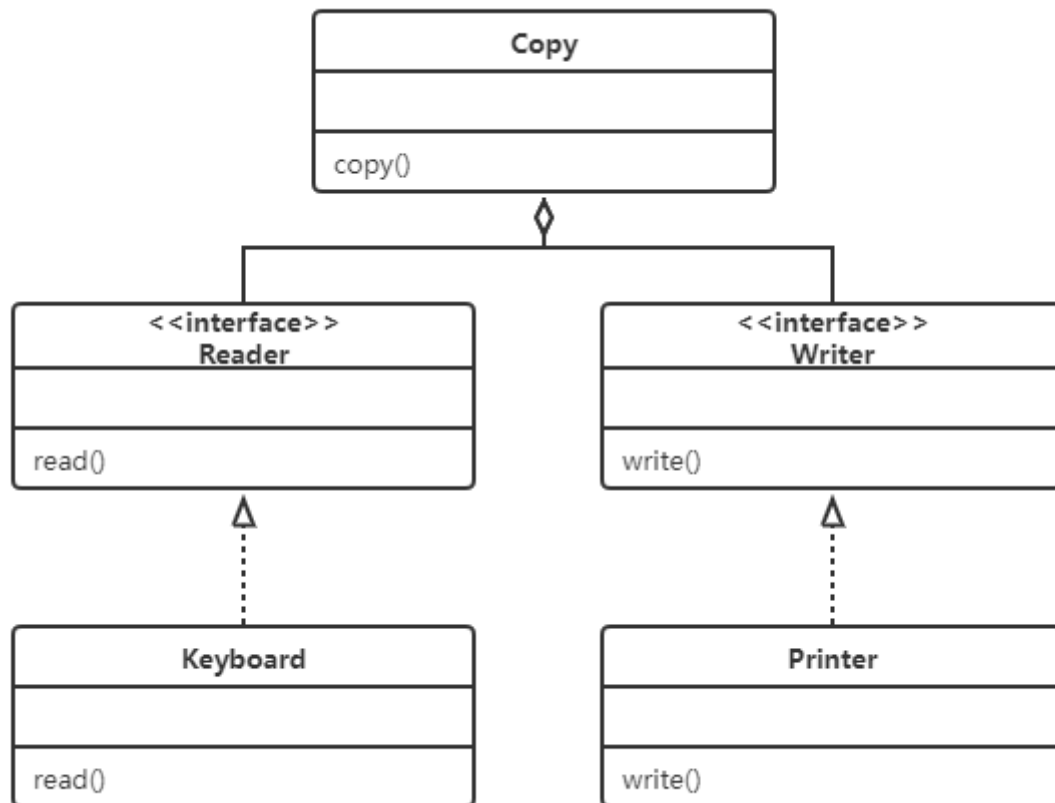 Copy
copy()
<<interface>>
Reader
read()
<<interface>>
Writer
write()
Keyboard
read()
Printer
write()